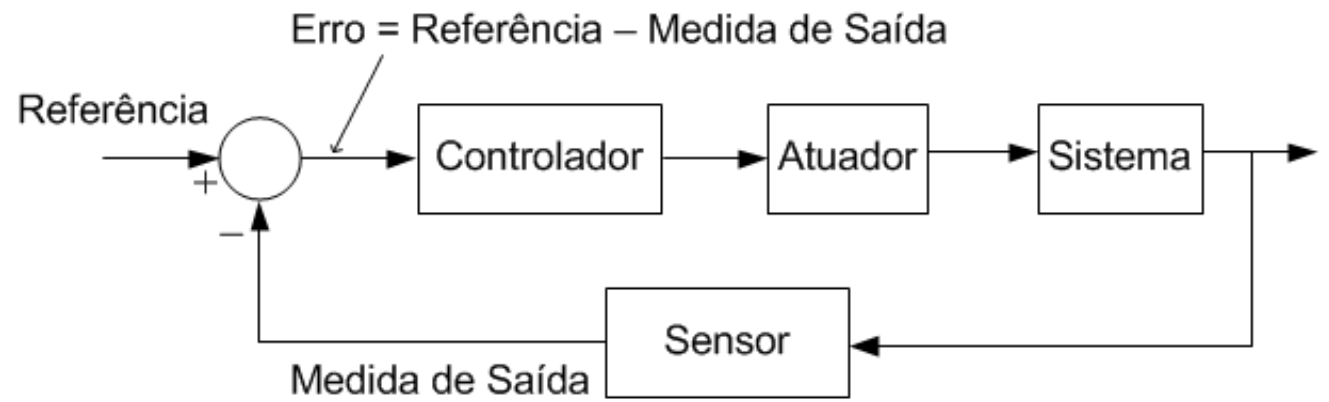 Erro = Referência – Medida de Saída
Referência
+
Controlador
Atuador
Sistema
–
Sensor
Medida de Saída